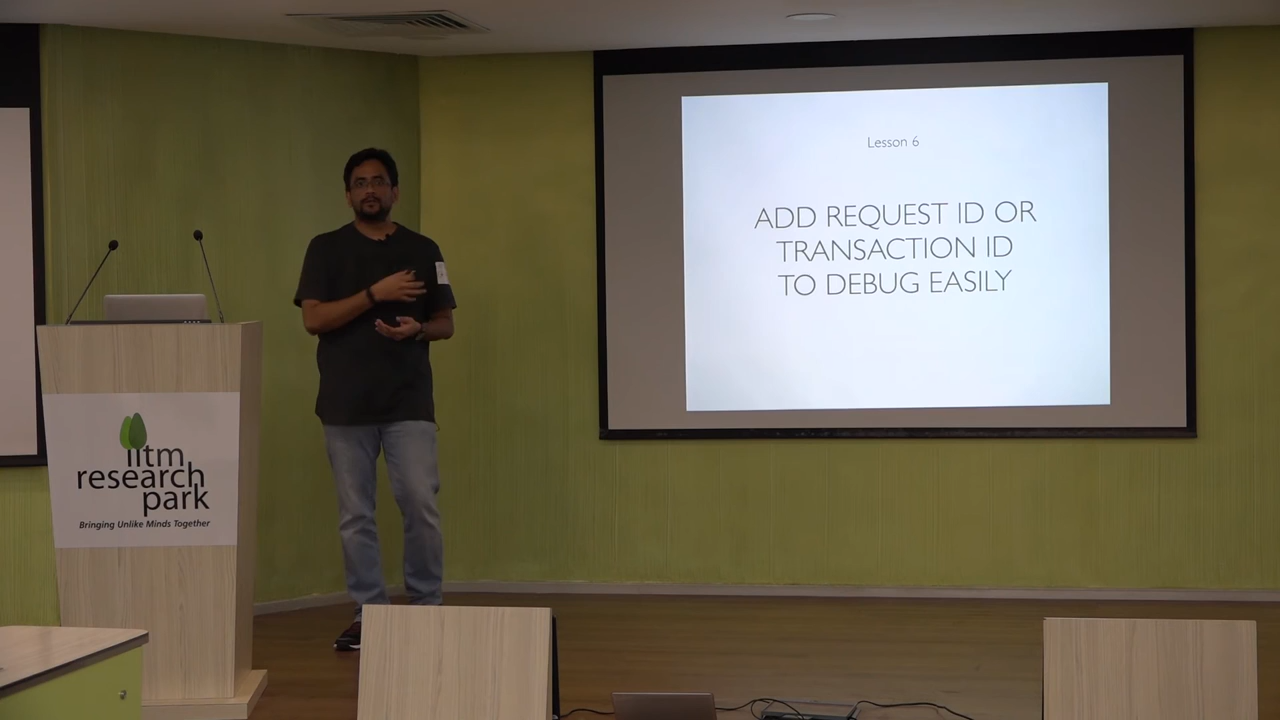 Lesson 6
ADD REQUEST ID OR
TRANSACTION ID
TO DEBUG EASILY
iitm
research
park
Bringing Unlike Minds Together